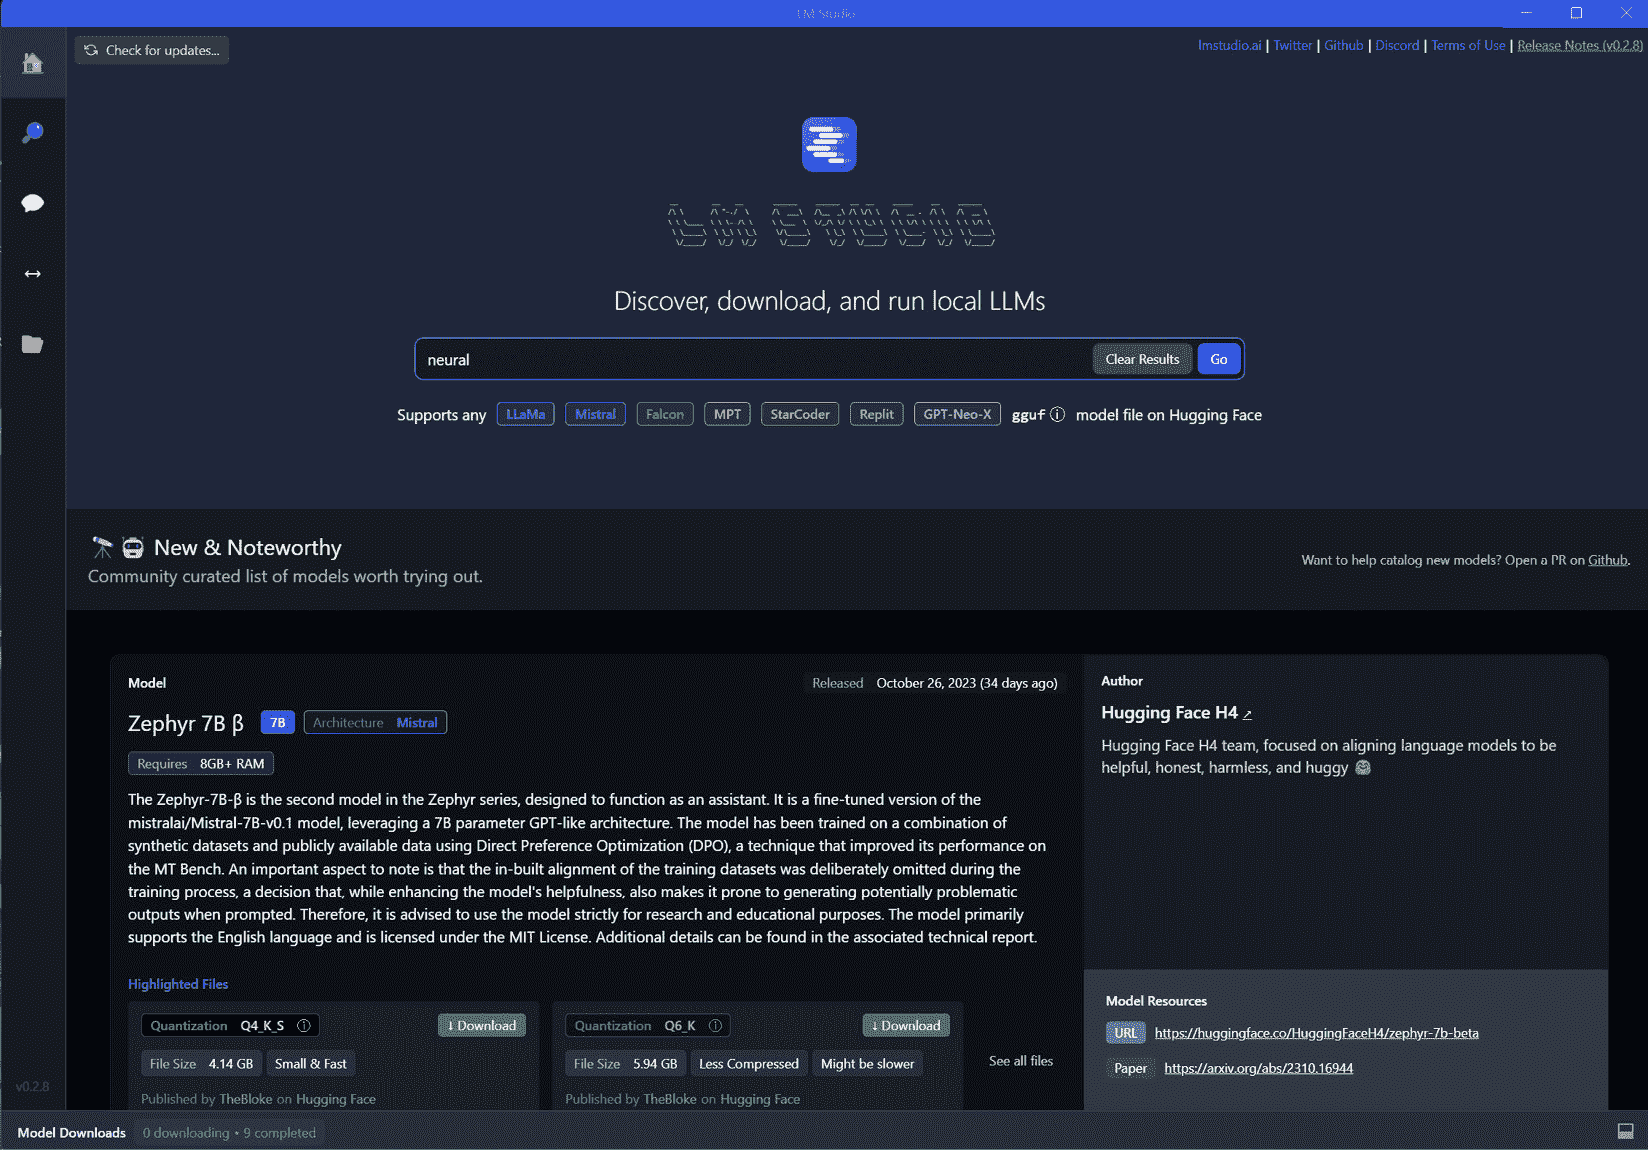 LM Studio
Check for updates...
lmstudio.ai | Twitter | Github | Discord | Terms of Use | Release Notes (v0.2.8)
LM STUDIO
Discover, download, and run local LLMs
neural
Clear Results
Go
Supports any LLaMa Mistral Falcon MPT StarCoder Replit GPT-Neo-X gguf model file on Hugging Face
New & Noteworthy
Community curated list of models worth trying out.
Want to help catalog new models? Open a PR on Github.
Model
Released October 26, 2023 (34 days ago)
Zephyr 7B β 7B Architecture Mistral
Requires 8GB+ RAM
The Zephyr-7B-β is the second model in the Zephyr series, designed to function as an assistant. It is a fine-tuned version of the
mistralai/Mistral-7B-v0.1 model, leveraging a 7B parameter GPT-like architecture. The model has been trained on a combination of
synthetic datasets and publicly available data using Direct Preference Optimization (DPO), a technique that improved its performance on
the MT Bench. An important aspect to note is that the in-built alignment of the training datasets was deliberately omitted during the
training process, a decision that, while enhancing the model's helpfulness, also makes it prone to generating potentially problematic
outputs when prompted. Therefore, it is advised to use the model strictly for research and educational purposes. The model primarily
supports the English language and is licensed under the MIT License. Additional details can be found in the associated technical report.
Highlighted Files
Quantization Q4_K_S
Download
File Size 4.14 GB Small & Fast
Published by TheBloke on Hugging Face
Quantization Q6_K
Download
File Size 5.94 GB Less Compressed Might be slower
Published by TheBloke on Hugging Face
See all files
Author
Hugging Face H4
Hugging Face H4 team, focused on aligning language models to be
helpful, honest, harmless, and huggy 🤗
Model Resources
URL https://huggingface.co/HuggingFaceH4/zephyr-7b-beta
Paper https://arxiv.org/abs/2310.16944
v0.2.8
Model Downloads 0 downloading • 9 completed